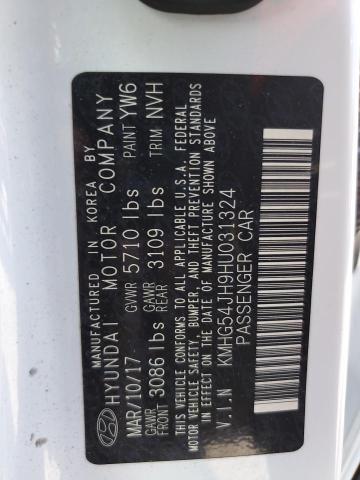 MANUFACTURED IN KOREA BY
HYUNDAI MOTOR COMPANY
MAR/10/17 GVWR 5710 lbs PAINT YW6
GAWR FRONT 3086 lbs GAWR REAR 3109 lbs TRIM NVH
THIS VEHICLE CONFORMS TO ALL APPLICABLE U.S.A. FEDERAL
MOTOR VEHICLE SAFETY, BUMPER, AND THEFT PREVENTION STANDARDS
IN EFFECT ON THE DATE OF MANUFACTURE SHOWN ABOVE
V.I.N KMHG54JH9HU031324
PASSENGER CAR